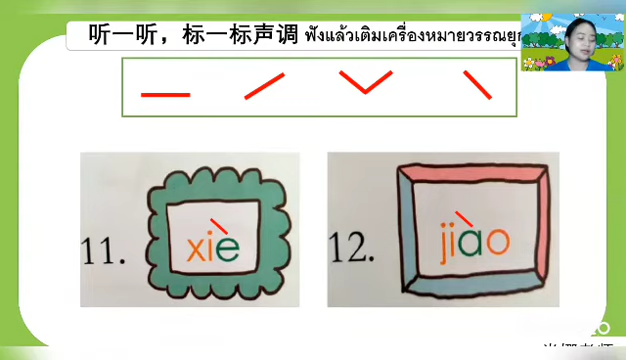 听一听，标一标声调 ฟังแล้วเติมเครื่องหมายวรรณยุก
11. xiè
12. jiào